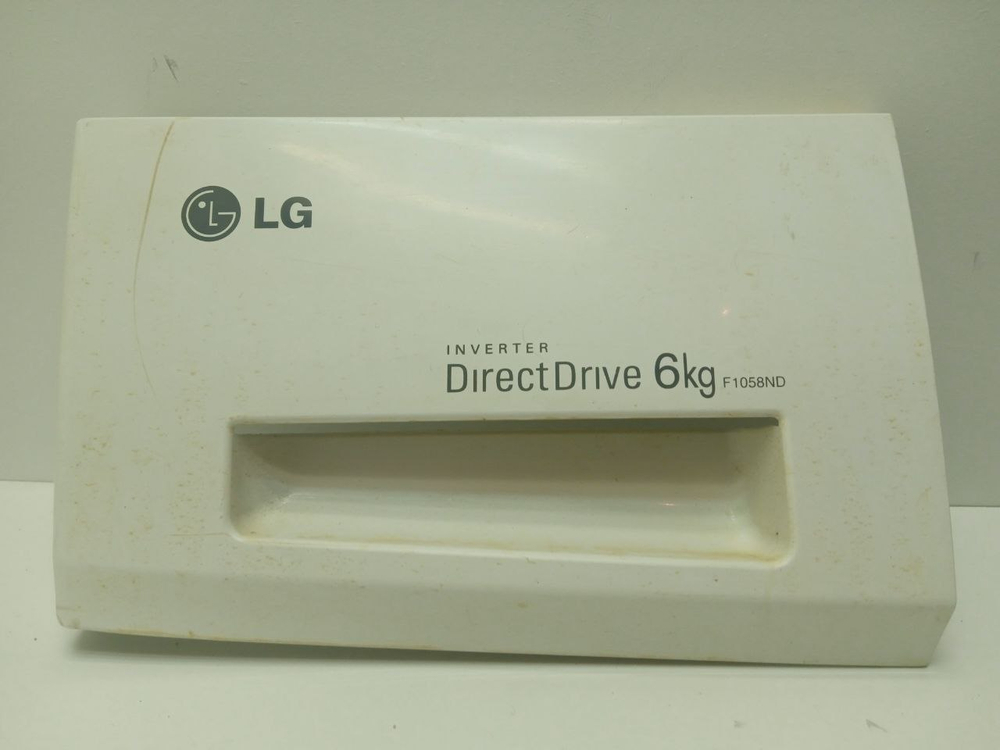 LG
INVERTER
DirectDrive 6kg F1058ND